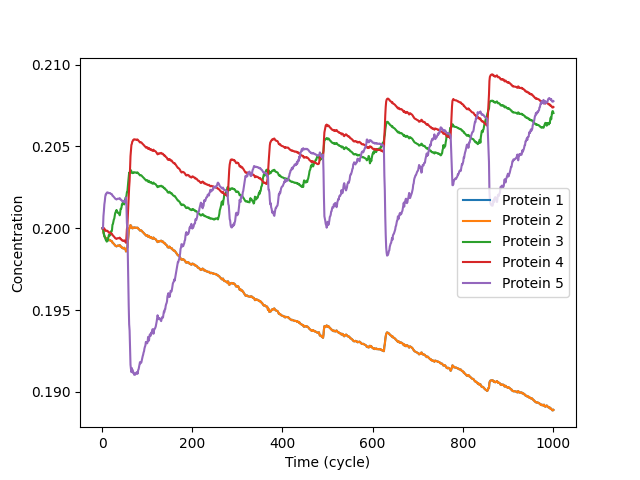 0.210
0.205
0.200
0.195
0.190
Concentration
0
200
400
600
800
1000
Time (cycle)
Protein 1
Protein 2
Protein 3
Protein 4
Protein 5